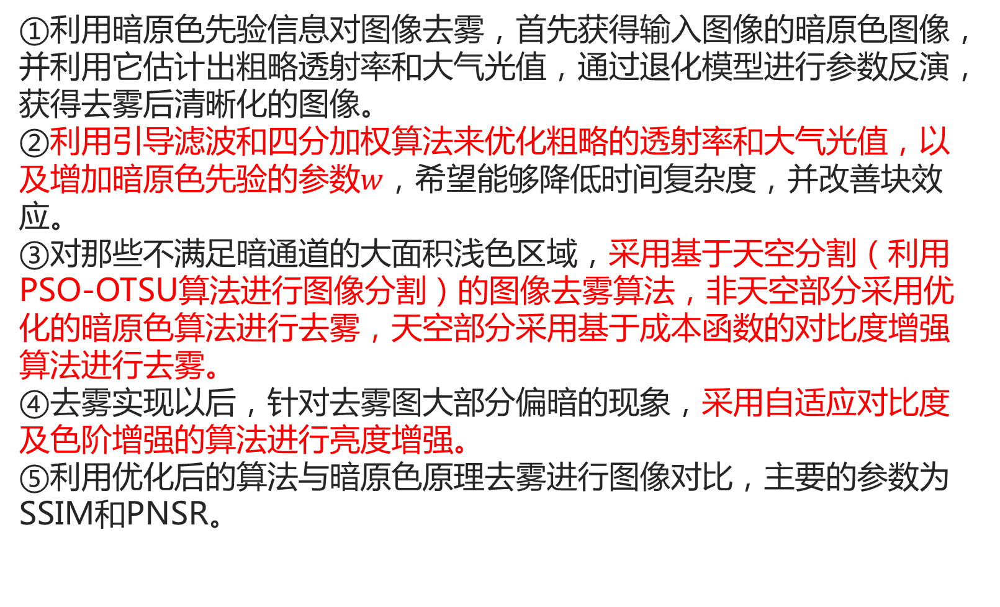 ①利用暗原色先验信息对图像去雾，首先获得输入图像的暗原色图像，
并利用它估计出粗略透射率和大气光值，通过退化模型进行参数反演，
获得去雾后清晰化的图像。
②利用引导滤波和四分加权算法来优化粗略的透射率和大气光值，以
及增加暗原色先验的参数w，希望能够降低时间复杂度，并改善块效
应。
③对那些不满足暗通道的大面积浅色区域，采用基于天空分割（利用
PSO-OTSU算法进行图像分割）的图像去雾算法，非天空部分采用优
化的暗原色算法进行去雾，天空部分采用基于成本函数的对比度增强
算法进行去雾。
④去雾实现以后，针对去雾图大部分偏暗的现象，采用自适应对比度
及色阶增强的算法进行亮度增强。
⑤利用优化后的算法与暗原色原理去雾进行图像对比，主要的参数为
SSIM和PNSR。